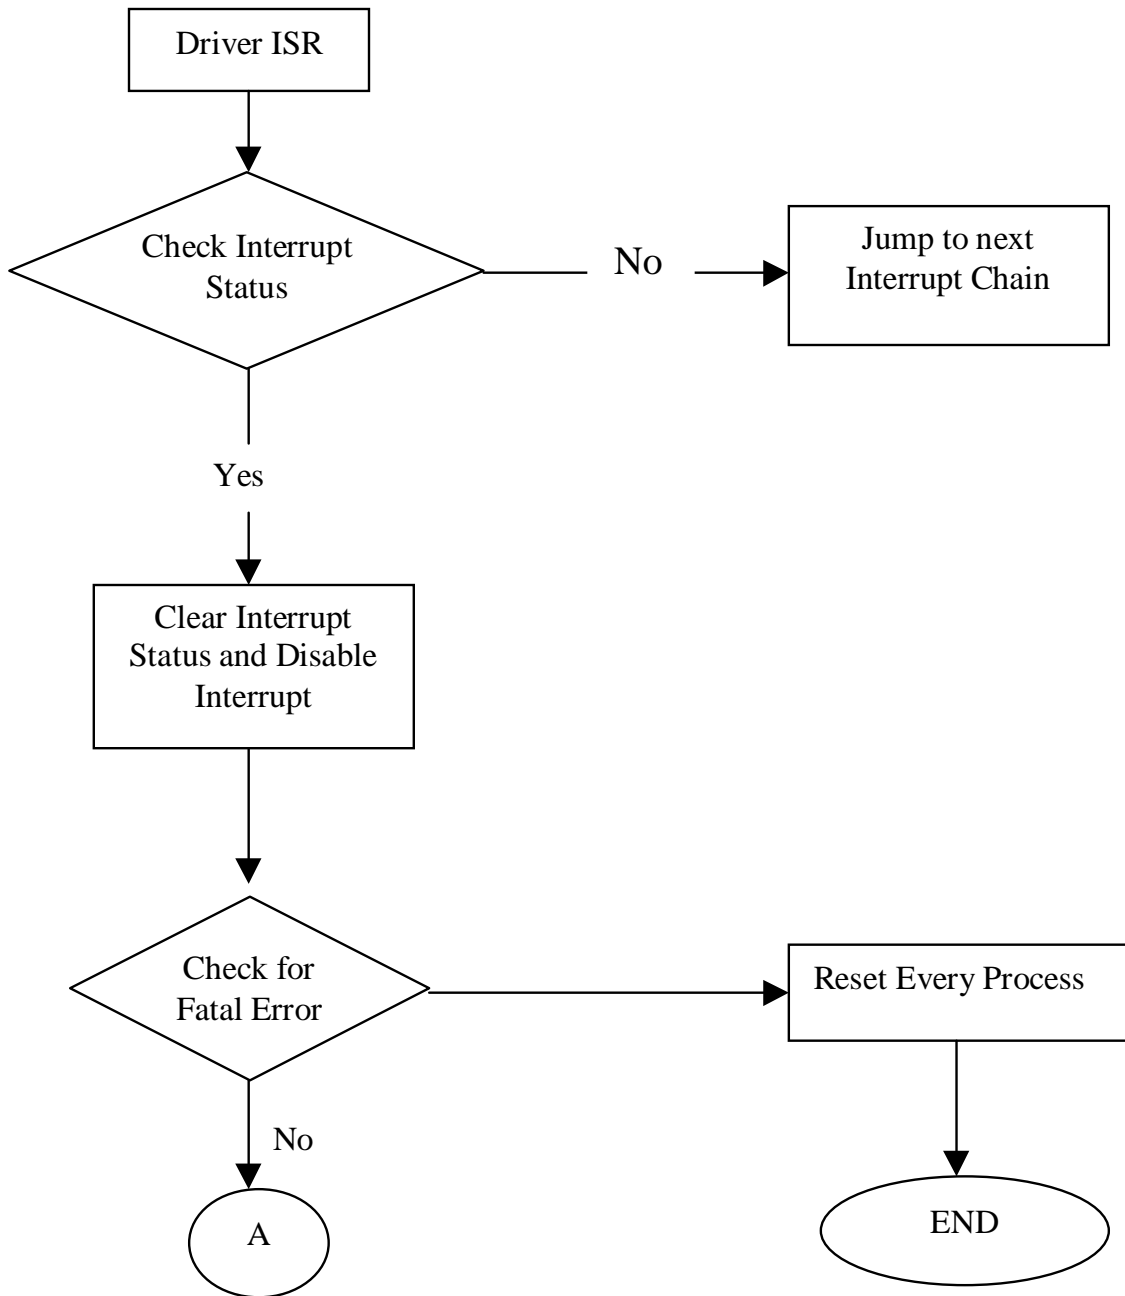 Driver ISR
Check Interrupt
Status
No
Jump to next
Interrupt Chain
Yes
Clear Interrupt
Status and Disable
Interrupt
Check for
Fatal Error
Reset Every Process
No
A
END